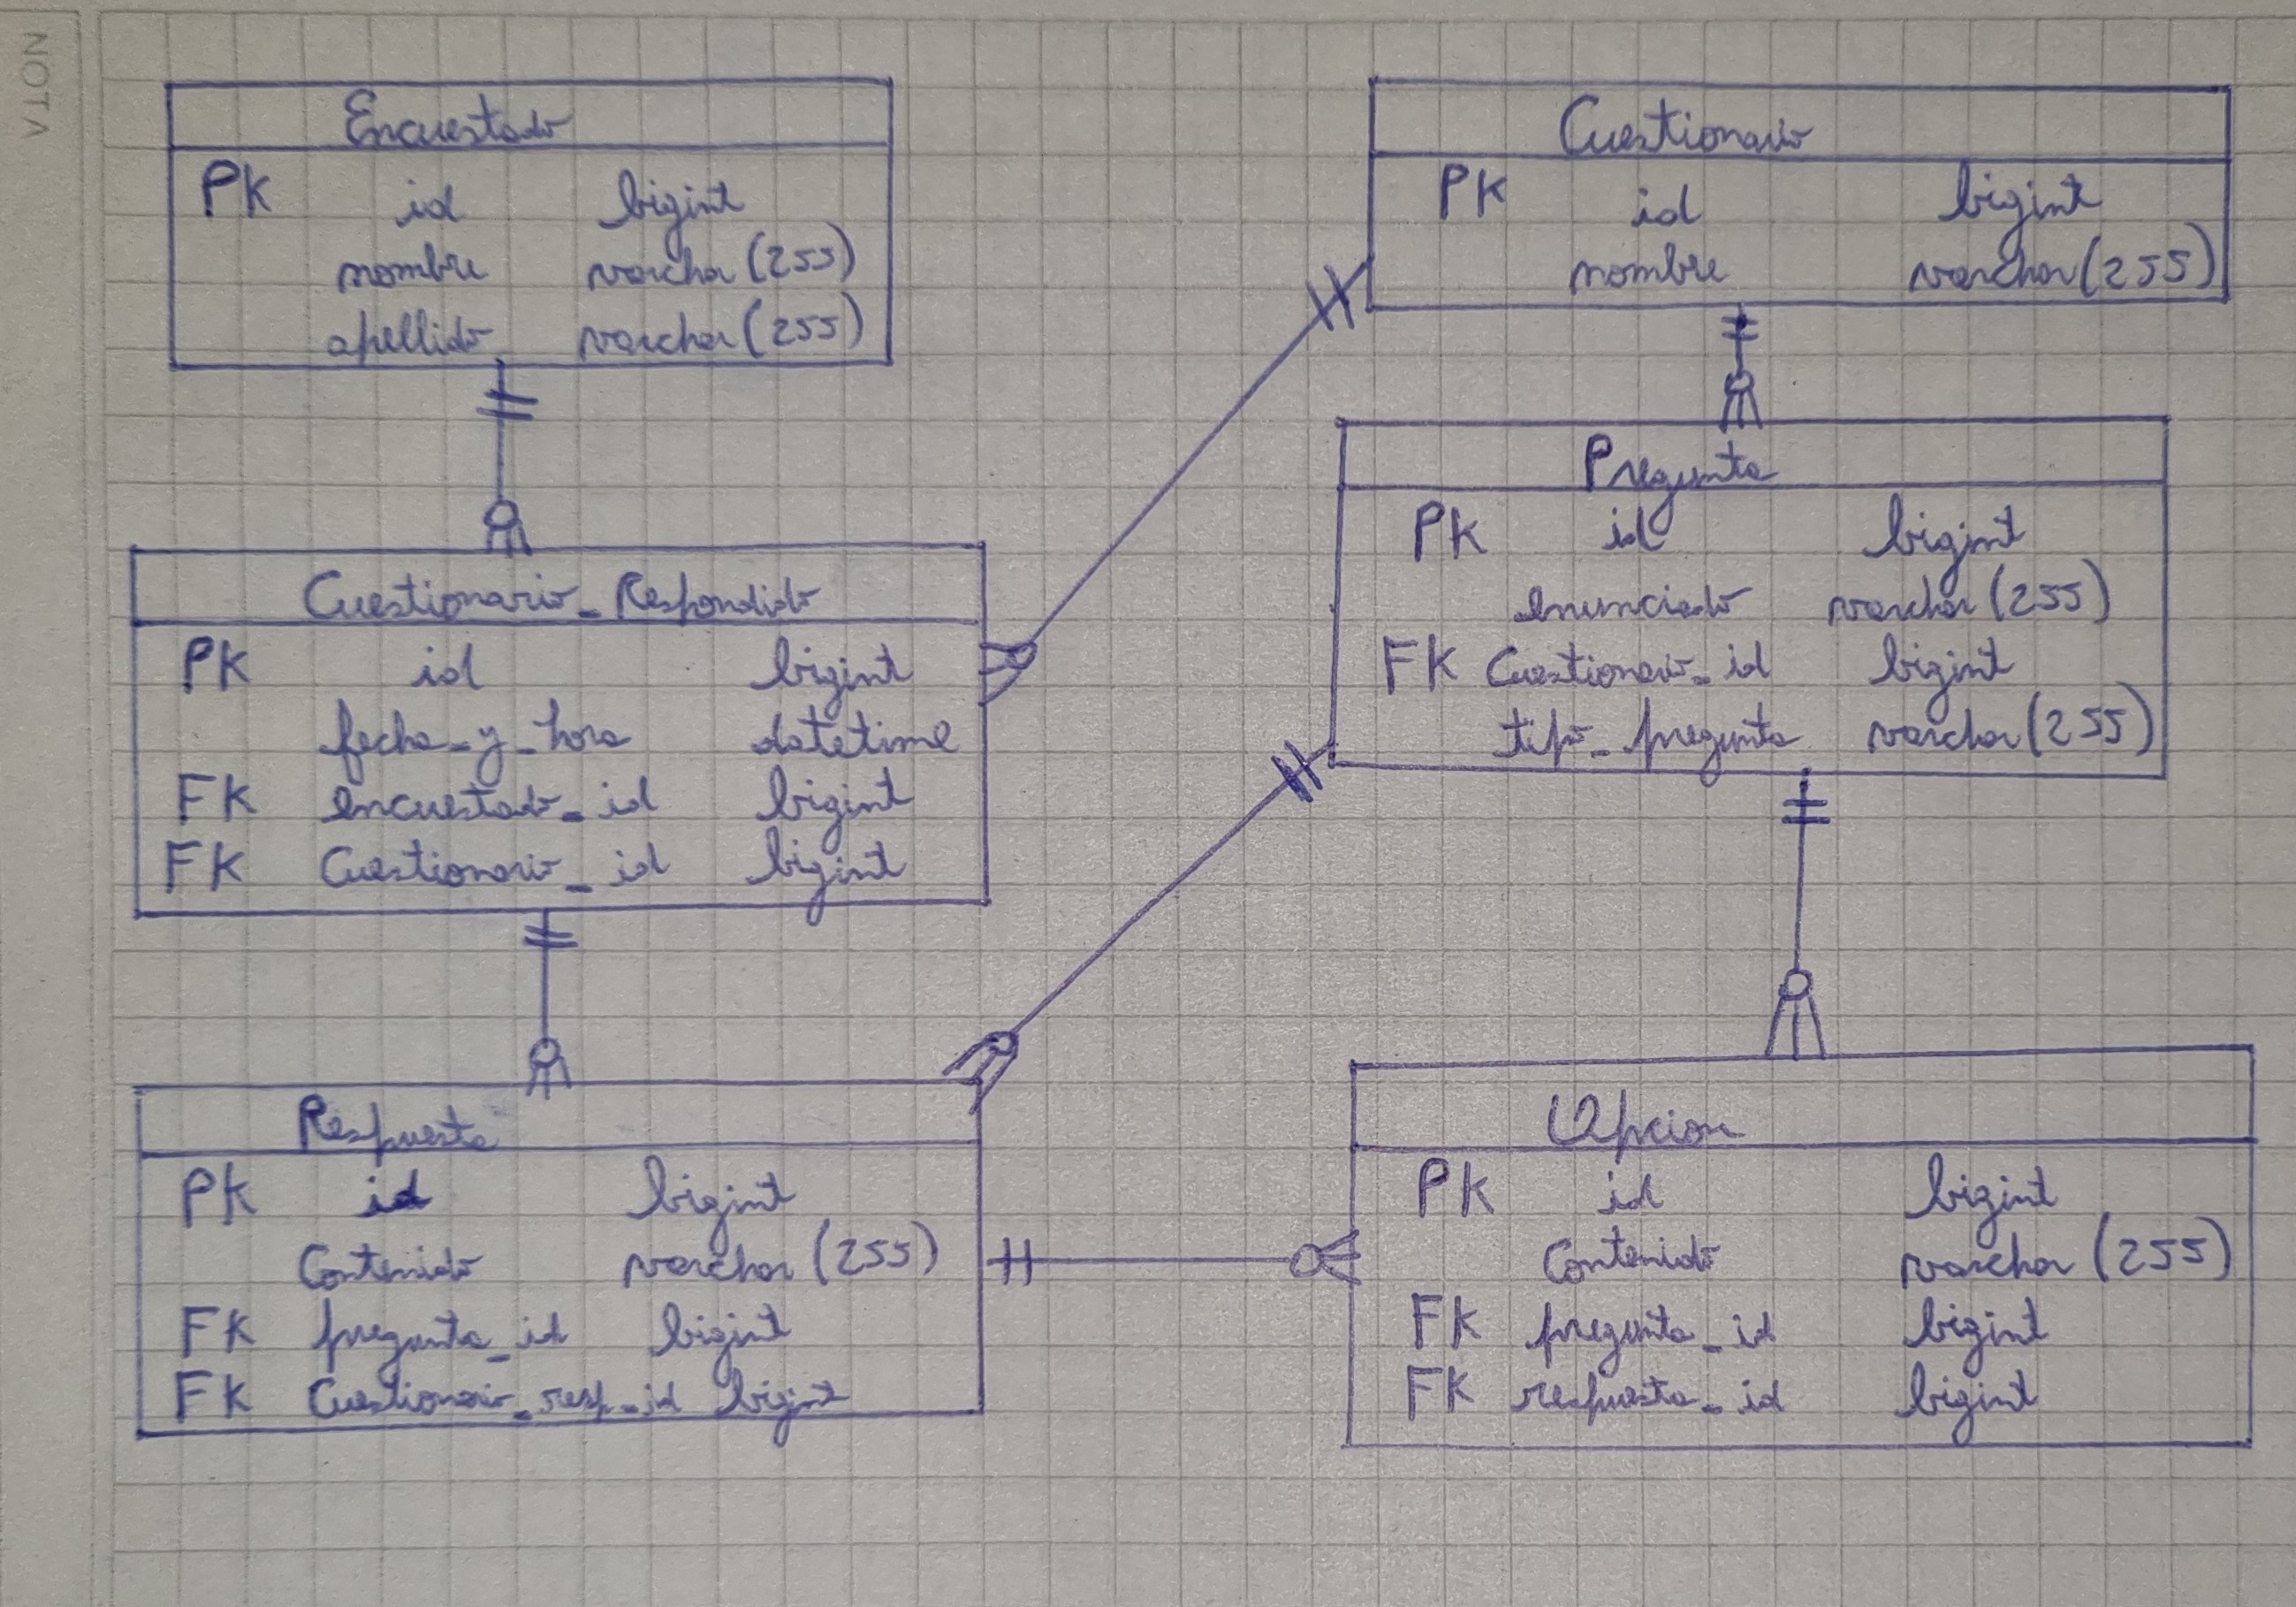 NOTA
Encuestado
PK id bigint
nombre varchar (255)
apellido varchar (255)
Cuestionario
PK id bigint
nombre varchar (255)
Cuestionario_Respondido
PK id bigint
fecha_y_hora datetime
FK encuestado_id bigint
FK Cuestionario_id bigint
Pregunta
PK id bigint
enunciado varchar (255)
FK Cuestionario_id bigint
tipo_pregunta varchar (255)
Respuesta
PK id bigint
Contenido varchar (255)
FK pregunta_id bigint
FK Cuestionario_resp_id bigint
Opcion
PK id bigint
Contenido varchar (255)
FK pregunta_id bigint
FK respuesta_id bigint